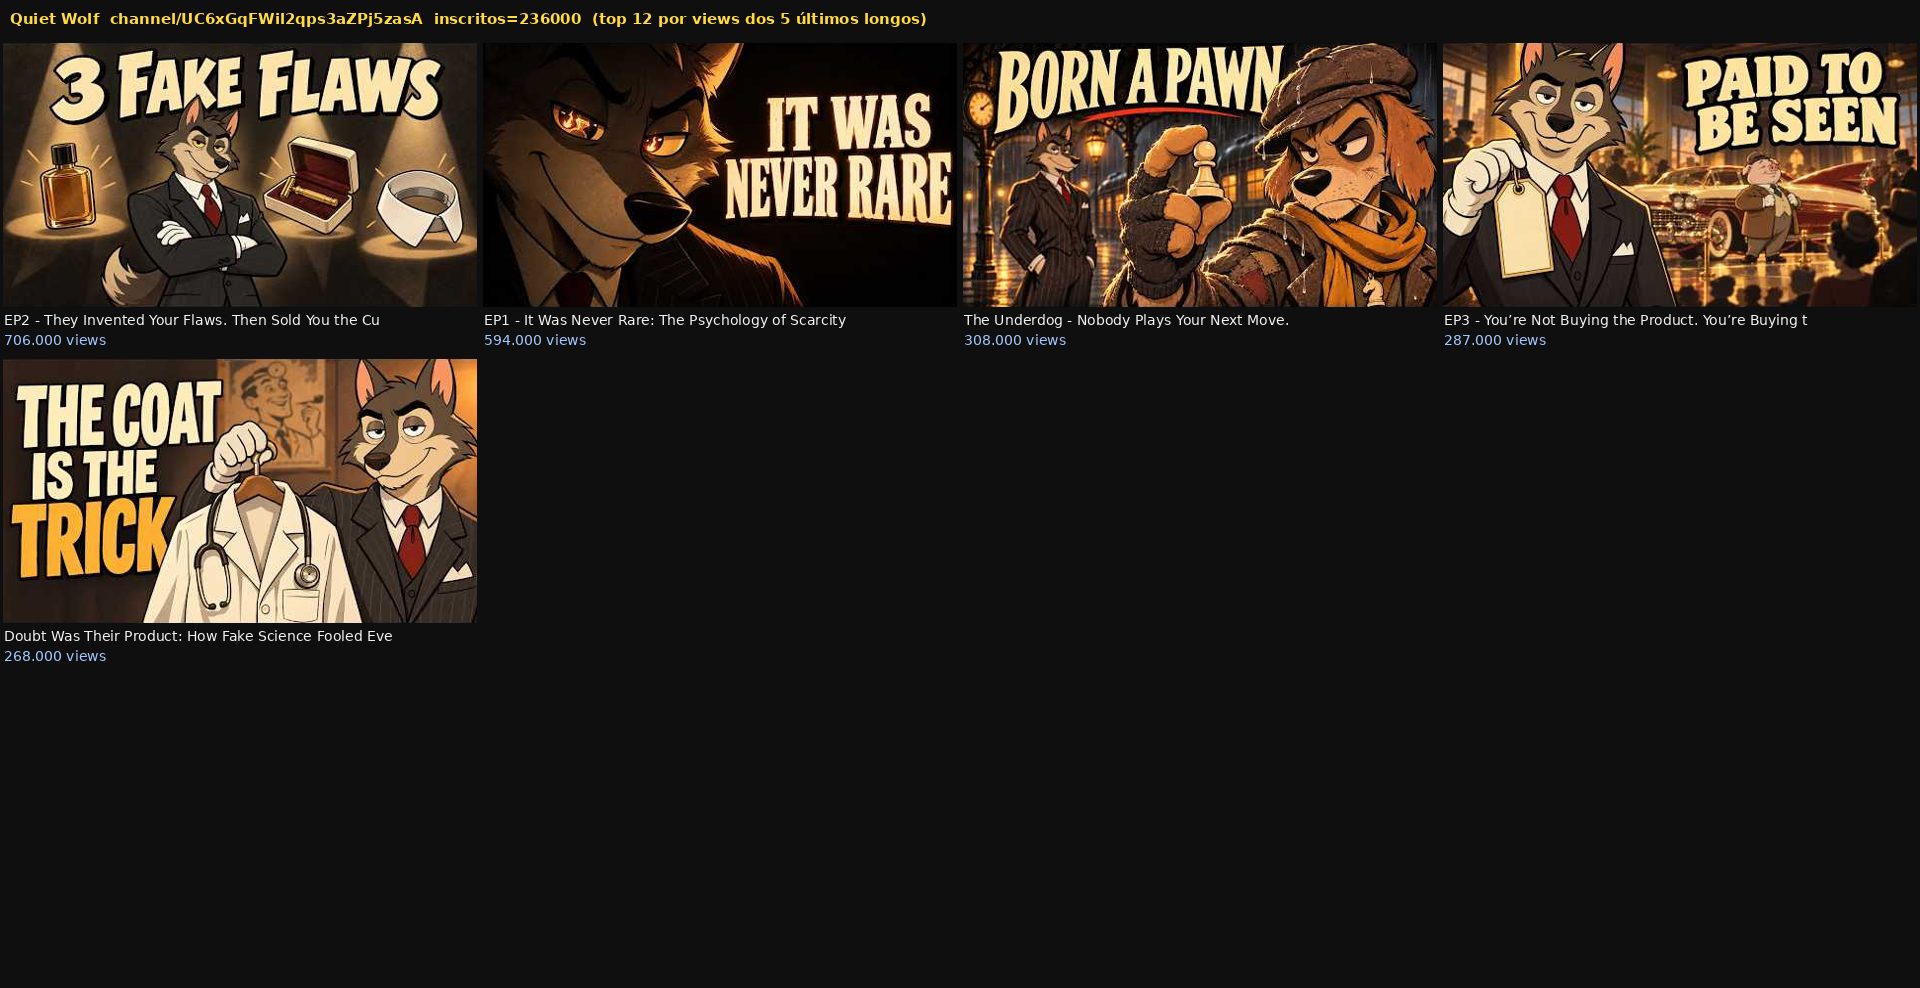 Quiet Wolf  channel/UC6xGqFWiI2qps3aZPj5zasA  inscritos=236000  (top 12 por views dos 5 últimos longos)
3 FAKE FLAWS
EP2 - They Invented Your Flaws. Then Sold You the Cu
706.000 views
IT WAS
NEVER RARE
EP1 - It Was Never Rare: The Psychology of Scarcity
594.000 views
BORN A PAWN
The Underdog - Nobody Plays Your Next Move.
308.000 views
PAID TO
BE SEEN
EP3 - You’re Not Buying the Product. You’re Buying t
287.000 views
THE COAT
IS THE
TRICK
Doubt Was Their Product: How Fake Science Fooled Eve
268.000 views